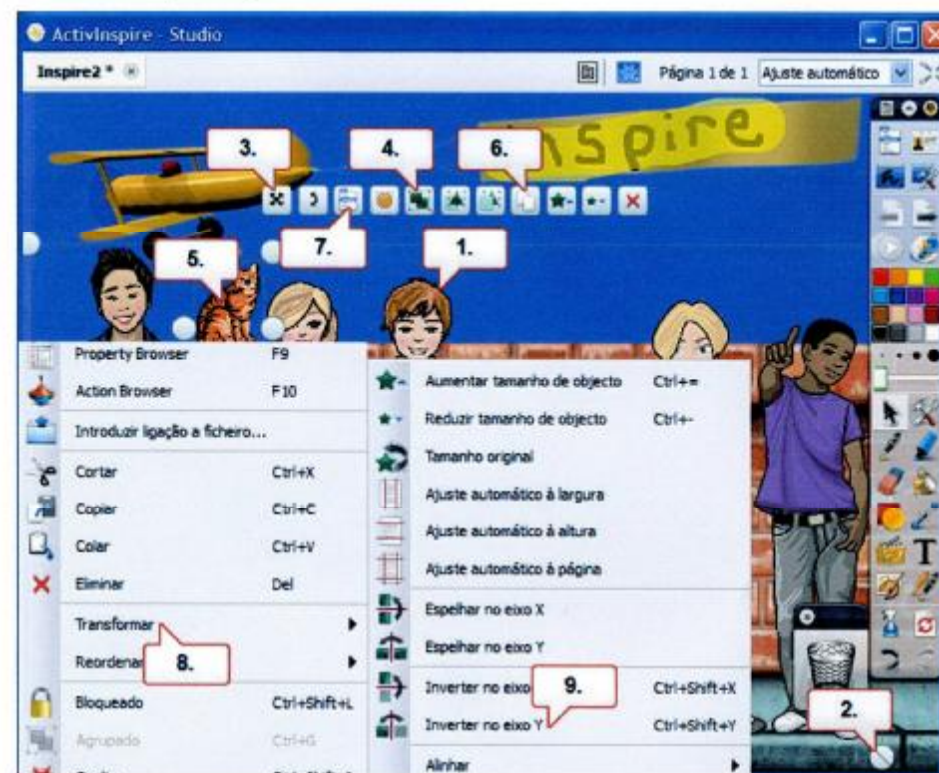 ActivInspire - Studio
Inspire2 *
Página 1 de 1
Ajuste automático
inspire
3.
4.
6.
7.
5.
1.
Property Browser F9
Action Browser F10
Introduzir ligação a ficheiro...
Cortar Ctrl+X
Copiar Ctrl+C
Colar Ctrl+V
Eliminar Del
Transformar
Reordenar
8.
Bloqueado Ctrl+Shift+L
Agrupado Ctrl+G
Aumentar tamanho de objecto Ctrl+=
Reduzir tamanho de objecto Ctrl+-
Tamanho original
Ajuste automático à largura
Ajuste automático à altura
Ajuste automático à página
Espelhar no eixo X
Espelhar no eixo Y
Inverter no eixo Ctrl+Shift+X
9.
Inverter no eixo Y Ctrl+Shift+Y
Alinhar
2.
T